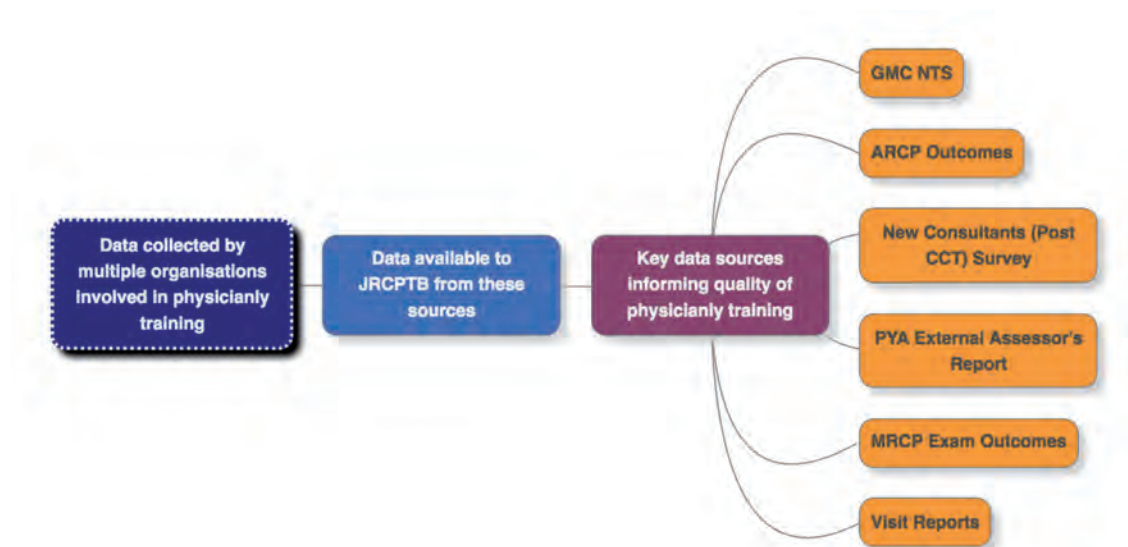 Data collected by
multiple organisations
involved in physicianly
training
Data available to
JRCPTB from these
sources
Key data sources
informing quality of
physicianly training
GMC NTS
ARCP Outcomes
New Consultants (Post
CCT) Survey
PYA External Assessor's
Report
MRCP Exam Outcomes
Visit Reports